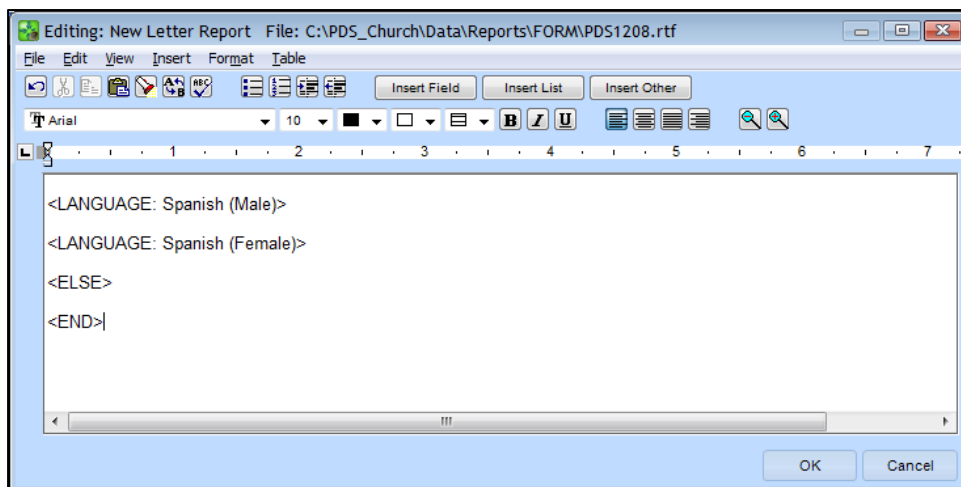 Editing: New Letter Report File: C:\PDS_Church\Data\Reports\FORM\PDS1208.rtf
File Edit View Insert Format Table
ABC Insert Field Insert List Insert Other
Arial 10 B I U
L 1 2 3 4 5 6 7
<LANGUAGE: Spanish (Male)>
<LANGUAGE: Spanish (Female)>
<ELSE>
<END>
OK Cancel